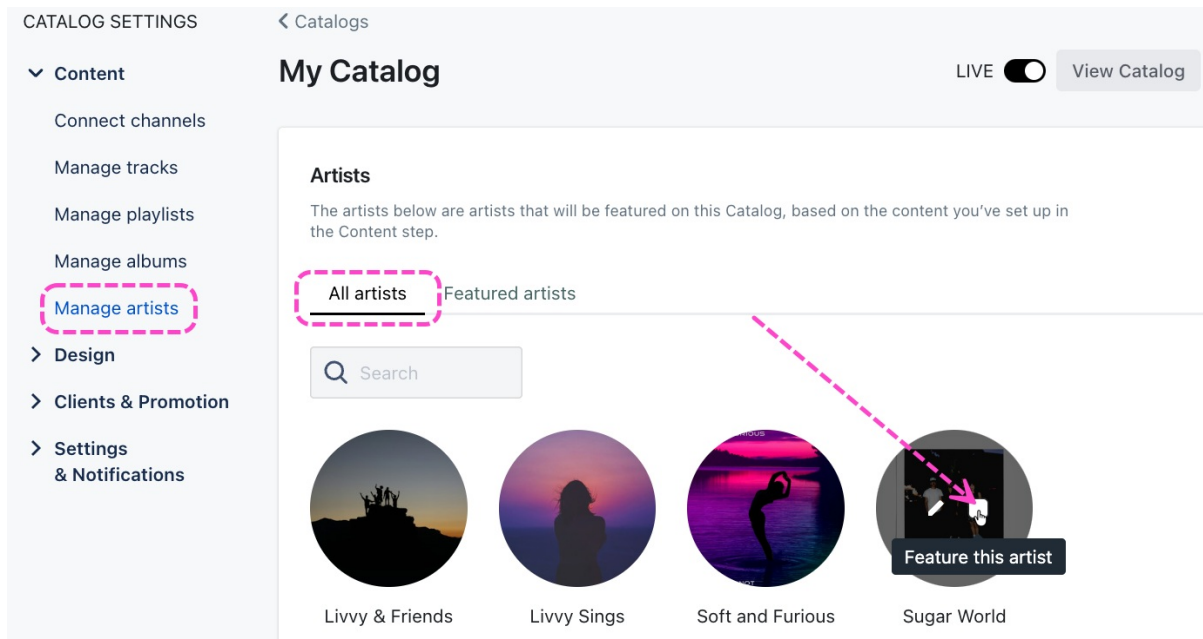 CATALOG SETTINGS
Content
Connect channels
Manage tracks
Manage playlists
Manage albums
Manage artists
Design
Clients & Promotion
Settings
& Notifications
Catalogs
My Catalog
LIVE
View Catalog
Artists
The artists below are artists that will be featured on this Catalog, based on the content you’ve set up in
the Content step.
All artists
Featured artists
Search
Feature this artist
Livvy & Friends
Livvy Sings
Soft and Furious
Sugar World